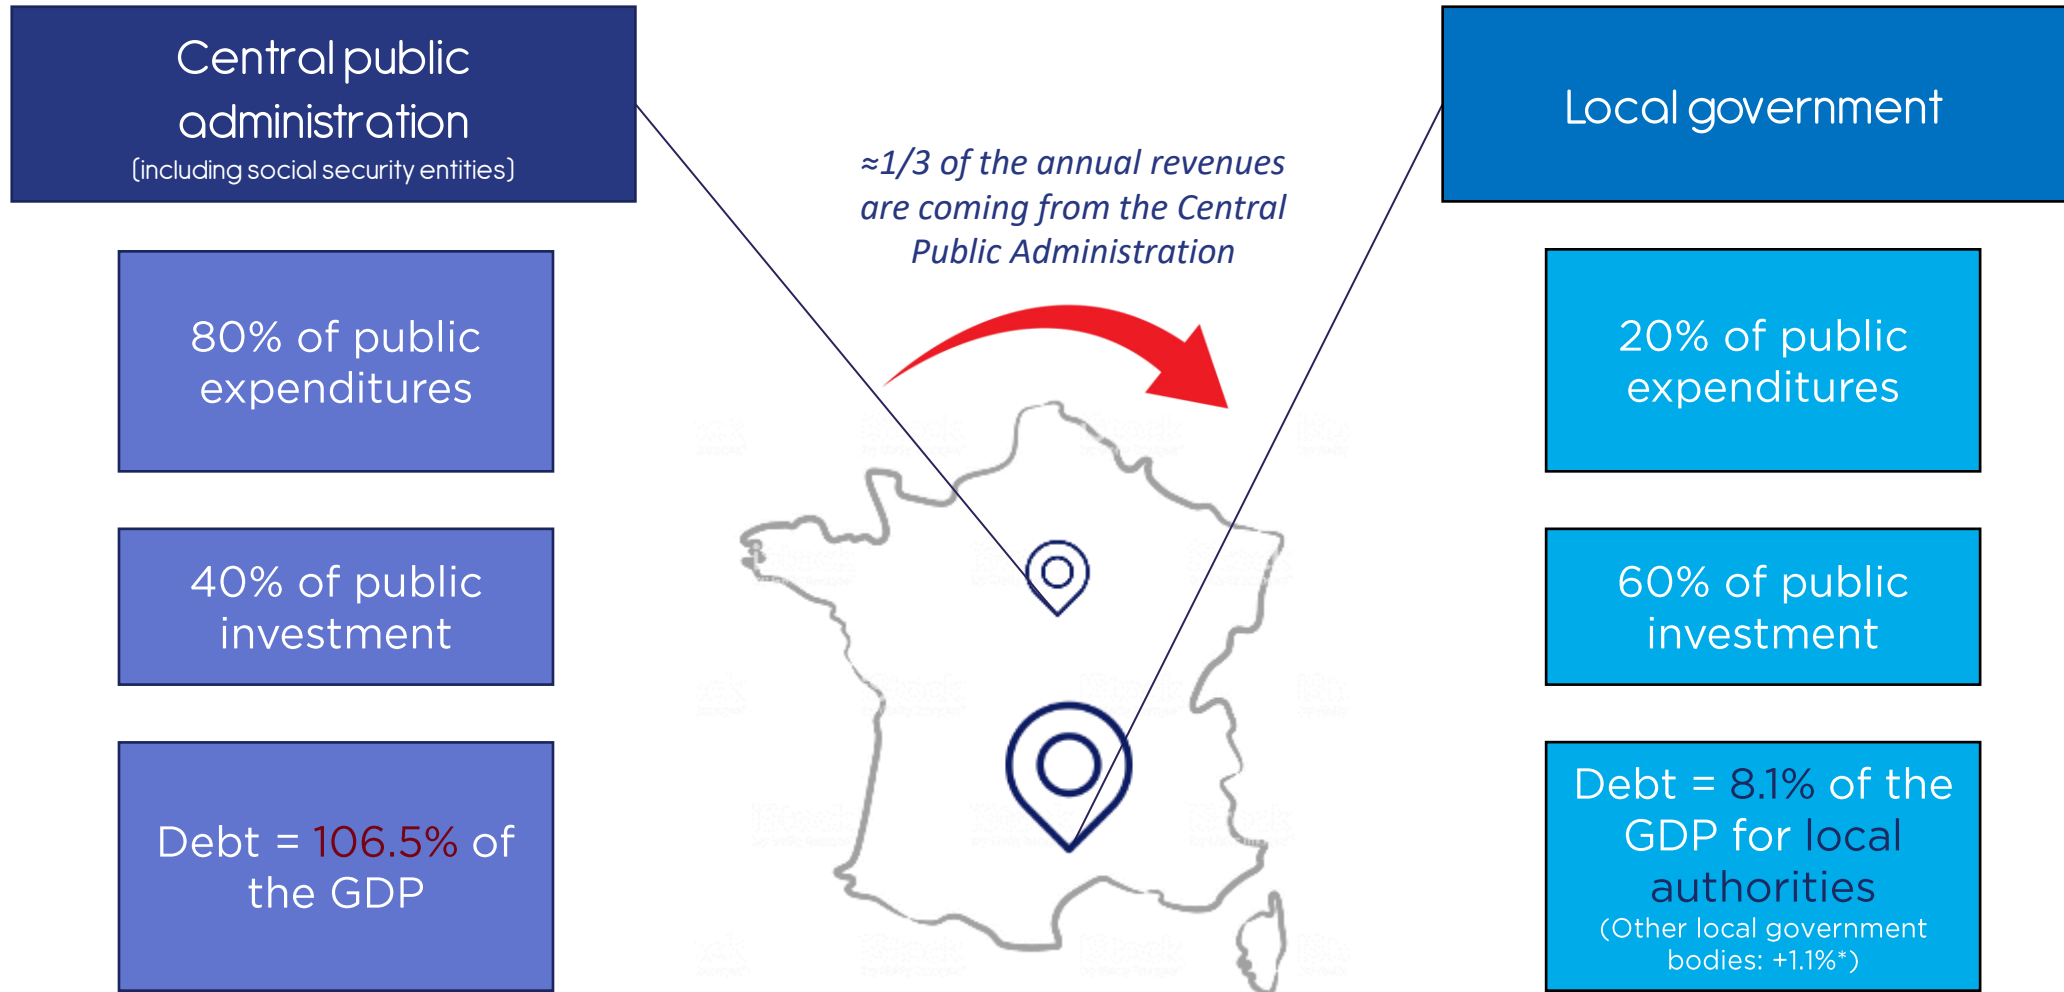 Central public
administration
(including social security entities)
80% of public
expenditures
40% of public
investment
Debt = 106.5% of
the GDP
≈1/3 of the annual revenues
are coming from the Central
Public Administration
Local government
20% of public
expenditures
60% of public
investment
Debt = 8.1% of the
GDP for local
authorities
(Other local government
bodies: +1.1%*)